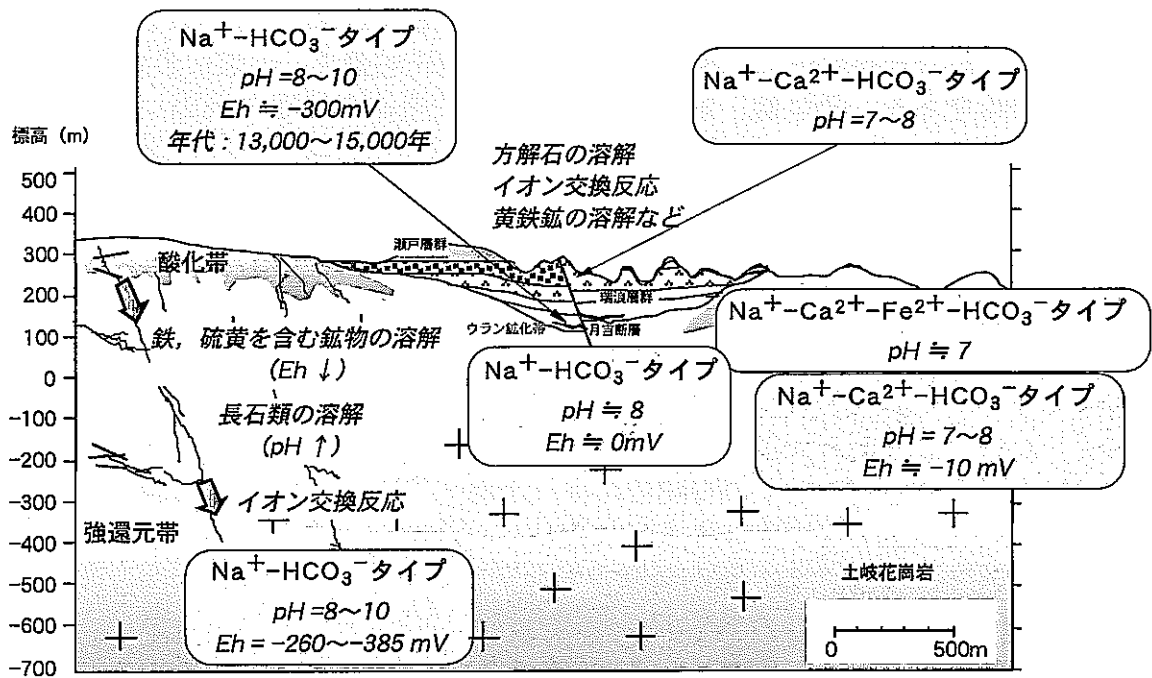 Na⁺-HCO₃⁻タイプ
pH =8～10
Eh ≒ -300mV
年代 : 13,000～15,000年
Na⁺-Ca²⁺-HCO₃⁻タイプ
pH =7～8
標高 (m)
500
400
300
200
100
0
-100
-200
-300
-400
-500
-600
-700
方解石の溶解
イオン交換反応
黄鉄鉱の溶解など
瀬戸層群
酸化帯
瑞浪層群
ウラン鉱化帯
月吉断層
鉄, 硫黄を含む鉱物の溶解
(Eh ↓)
長石類の溶解
(pH ↑)
イオン交換反応
強還元帯
Na⁺-HCO₃⁻タイプ
pH ≒ 8
Eh ≒ 0mV
Na⁺-Ca²⁺-Fe²⁺-HCO₃⁻タイプ
pH ≒ 7
Na⁺-Ca²⁺-HCO₃⁻タイプ
pH = 7～8
Eh ≒ -10 mV
Na⁺-HCO₃⁻タイプ
pH =8～10
Eh = -260～-385 mV
土岐花崗岩
0 500m